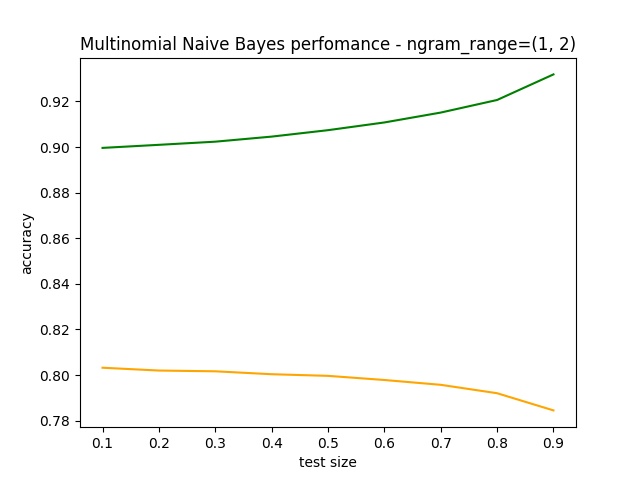 Multinomial Naive Bayes perfomance - ngram_range=(1, 2)
0.92
0.90
0.88
0.86
0.84
0.82
0.80
0.78
accuracy
0.1 0.2 0.3 0.4 0.5 0.6 0.7 0.8 0.9
test size